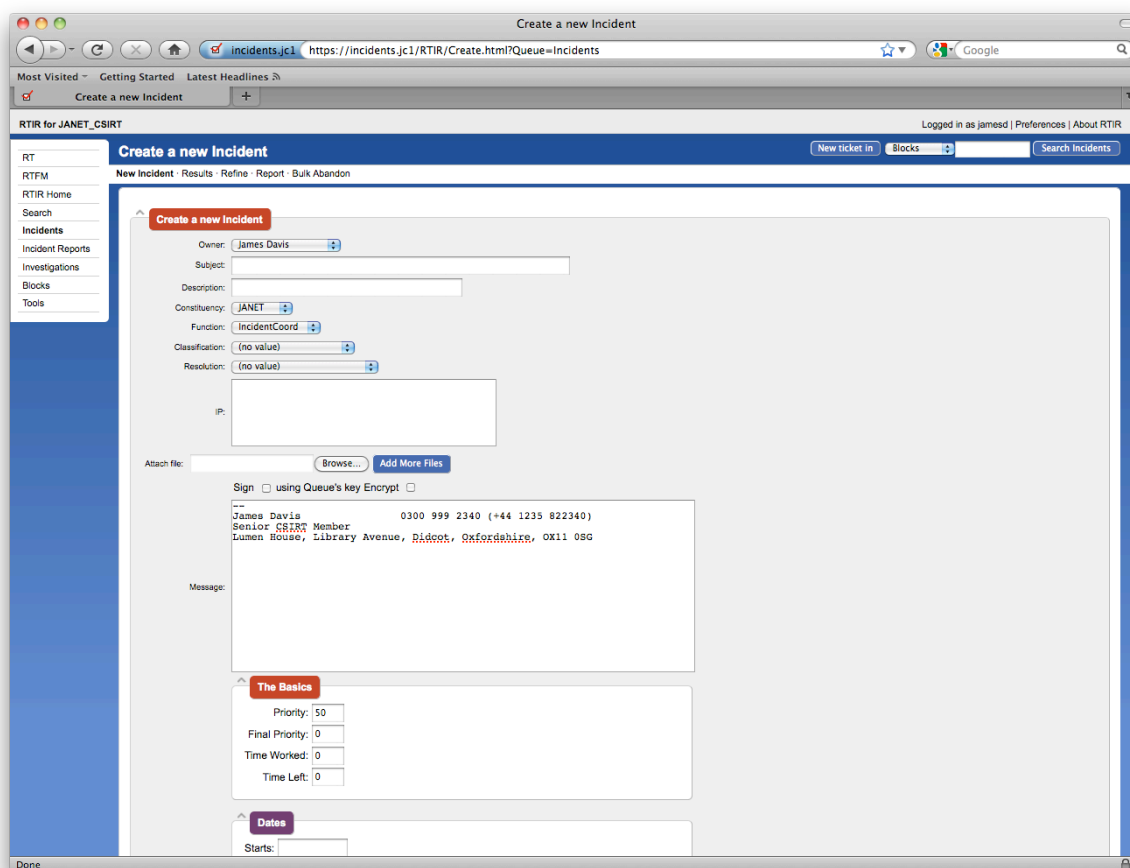 Create a new Incident
incidents.jc1 https://incidents.jc1/RTIR/Create.html?Queue=Incidents
Google
Most Visited Getting Started Latest Headlines
Create a new Incident +
RTIR for JANET_CSIRT
Logged in as jamesd | Preferences | About RTIR
RT
RTFM
RTIR Home
Search
Incidents
Incident Reports
Investigations
Blocks
Tools
Create a new Incident
New ticket in Blocks Search Incidents
New Incident · Results · Refine · Report · Bulk Abandon
Create a new Incident
Owner: James Davis
Subject:
Description:
Constituency: JANET
Function: IncidentCoord
Classification: (no value)
Resolution: (no value)
IP:
Attach file: Browse... Add More Files
Sign using Queue's key Encrypt
Message:
--
James Davis 0300 999 2340 (+44 1235 822340)
Senior CSIRT Member
Lumen House, Library Avenue, Didcot, Oxfordshire, OX11 0SG
The Basics
Priority: 50
Final Priority: 0
Time Worked: 0
Time Left: 0
Dates
Starts:
Done